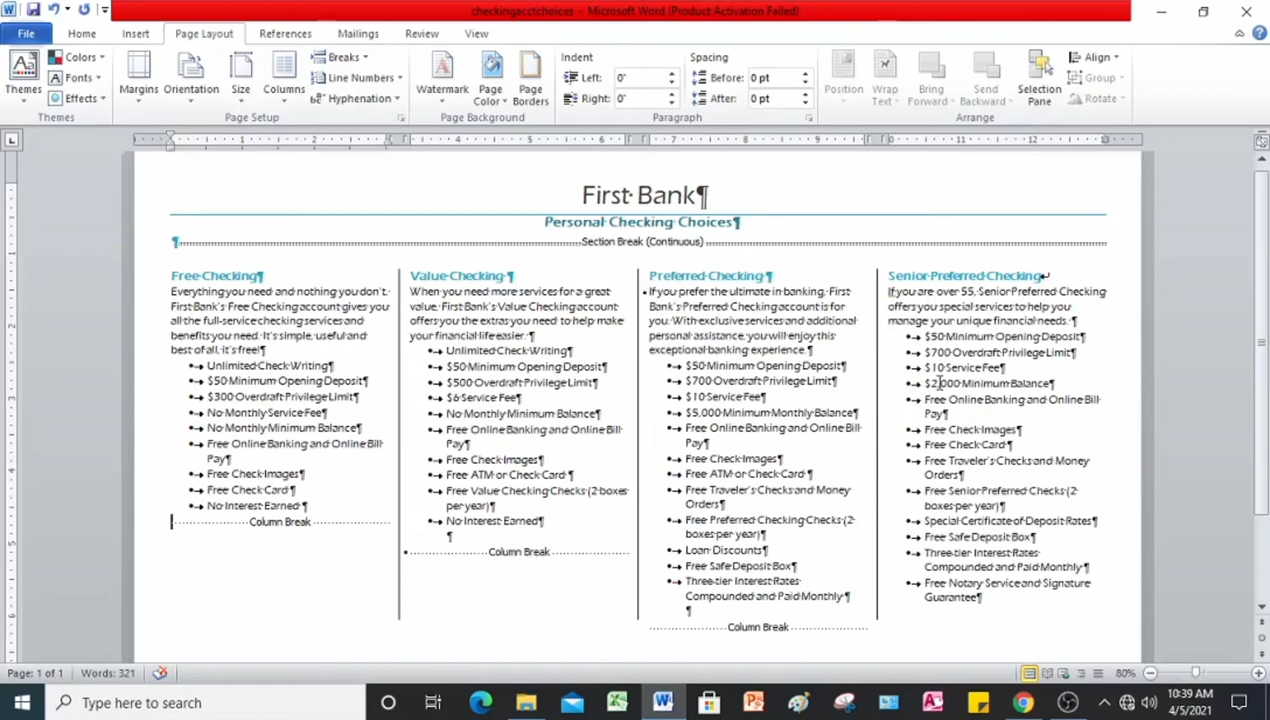 checkingacctchoices - Microsoft Word (Product Activation Failed)
File Home Insert Page Layout References Mailings Review View
Themes
Colors
Fonts
Effects
Themes
Margins
Orientation
Size
Columns
Breaks
Line Numbers
Hyphenation
Page Setup
Watermark
Page Color
Page Borders
Page Background
Indent
Left: 0"
Right: 0"
Spacing
Before: 0 pt
After: 0 pt
Paragraph
Position
Wrap Text
Bring Forward
Send Backward
Selection Pane
Align
Group
Rotate
Arrange
First Bank¶
Personal Checking Choices¶
¶ Section Break (Continuous)
Free Checking¶
Everything you need and nothing you don't.
First Bank's Free Checking account gives you
all the full-service checking services and
benefits you need. It's simple, useful and
best of all, it's free!¶
Unlimited Check Writing¶
$50 Minimum Opening Deposit¶
$300 Overdraft Privilege Limit¶
No Monthly Service Fee¶
No Monthly Minimum Balance¶
Free Online Banking and Online Bill
Pay¶
Free Check Images¶
Free Check Card ¶
No Interest Earned ¶
Column Break
Value Checking ¶
When you need more services for a great
value, First Bank's Value Checking account
offers you the extras you need to help make
your financial life easier. ¶
Unlimited Check Writing¶
$50 Minimum Opening Deposit¶
$500 Overdraft Privilege Limit¶
$6 Service Fee¶
No Monthly Minimum Balance¶
Free Online Banking and Online Bill
Pay¶
Free Check Images¶
Free ATM or Check Card ¶
Free Value Checking Checks (2 boxes
per year)¶
No Interest Earned¶
¶
Column Break
Preferred Checking ¶
If you prefer the ultimate in banking, First
Bank's Preferred Checking account is for
you. With exclusive services and additional
personal assistance, you will enjoy this
exceptional banking experience. ¶
$50 Minimum Opening Deposit¶
$700 Overdraft Privilege Limit¶
$10 Service Fee¶
$5,000 Minimum Monthly Balance¶
Free Online Banking and Online Bill
Pay¶
Free Check Images¶
Free ATM or Check Card ¶
Free Traveler's Checks and Money
Orders¶
Free Preferred Checking Checks (2
boxes per year)¶
Loan Discounts¶
Free Safe Deposit Box¶
Three tier Interest Rates
Compounded and Paid Monthly ¶
¶
Column Break
Senior Preferred Checking
If you are over 55, Senior Preferred Checking
offers you special services to help you
manage your unique financial needs. ¶
$50 Minimum Opening Deposit¶
$700 Overdraft Privilege Limit¶
$10 Service Fee¶
$2,000 Minimum Balance¶
Free Online Banking and Online Bill
Pay¶
Free Check Images¶
Free Check Card¶
Free Traveler's Checks and Money
Orders¶
Free Senior Preferred Checks (2
boxes per year)¶
Special Certificate of Deposit Rates¶
Free Safe Deposit Box¶
Three tier Interest Rates
Compounded and Paid Monthly¶
Free Notary Service and Signature
Guarantee¶
Page: 1 of 1 Words: 321 80%
Type here to search
10:39 AM
4/5/2021